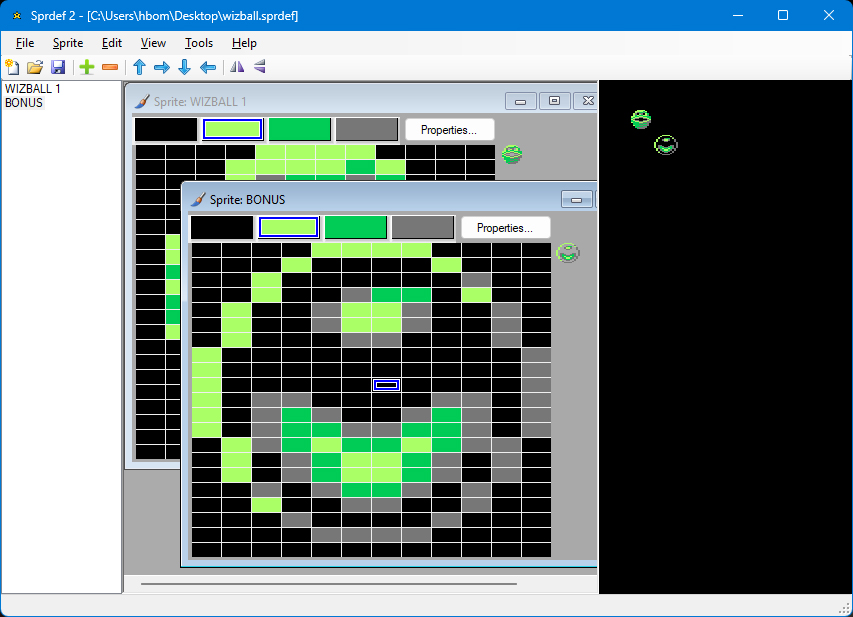 Sprdef 2 - [C:\Users\hbom\Desktop\wizball.sprdef]
File Sprite Edit View Tools Help
WIZBALL 1
BONUS
Sprite: WIZBALL 1
Properties...
Sprite: BONUS
Properties...